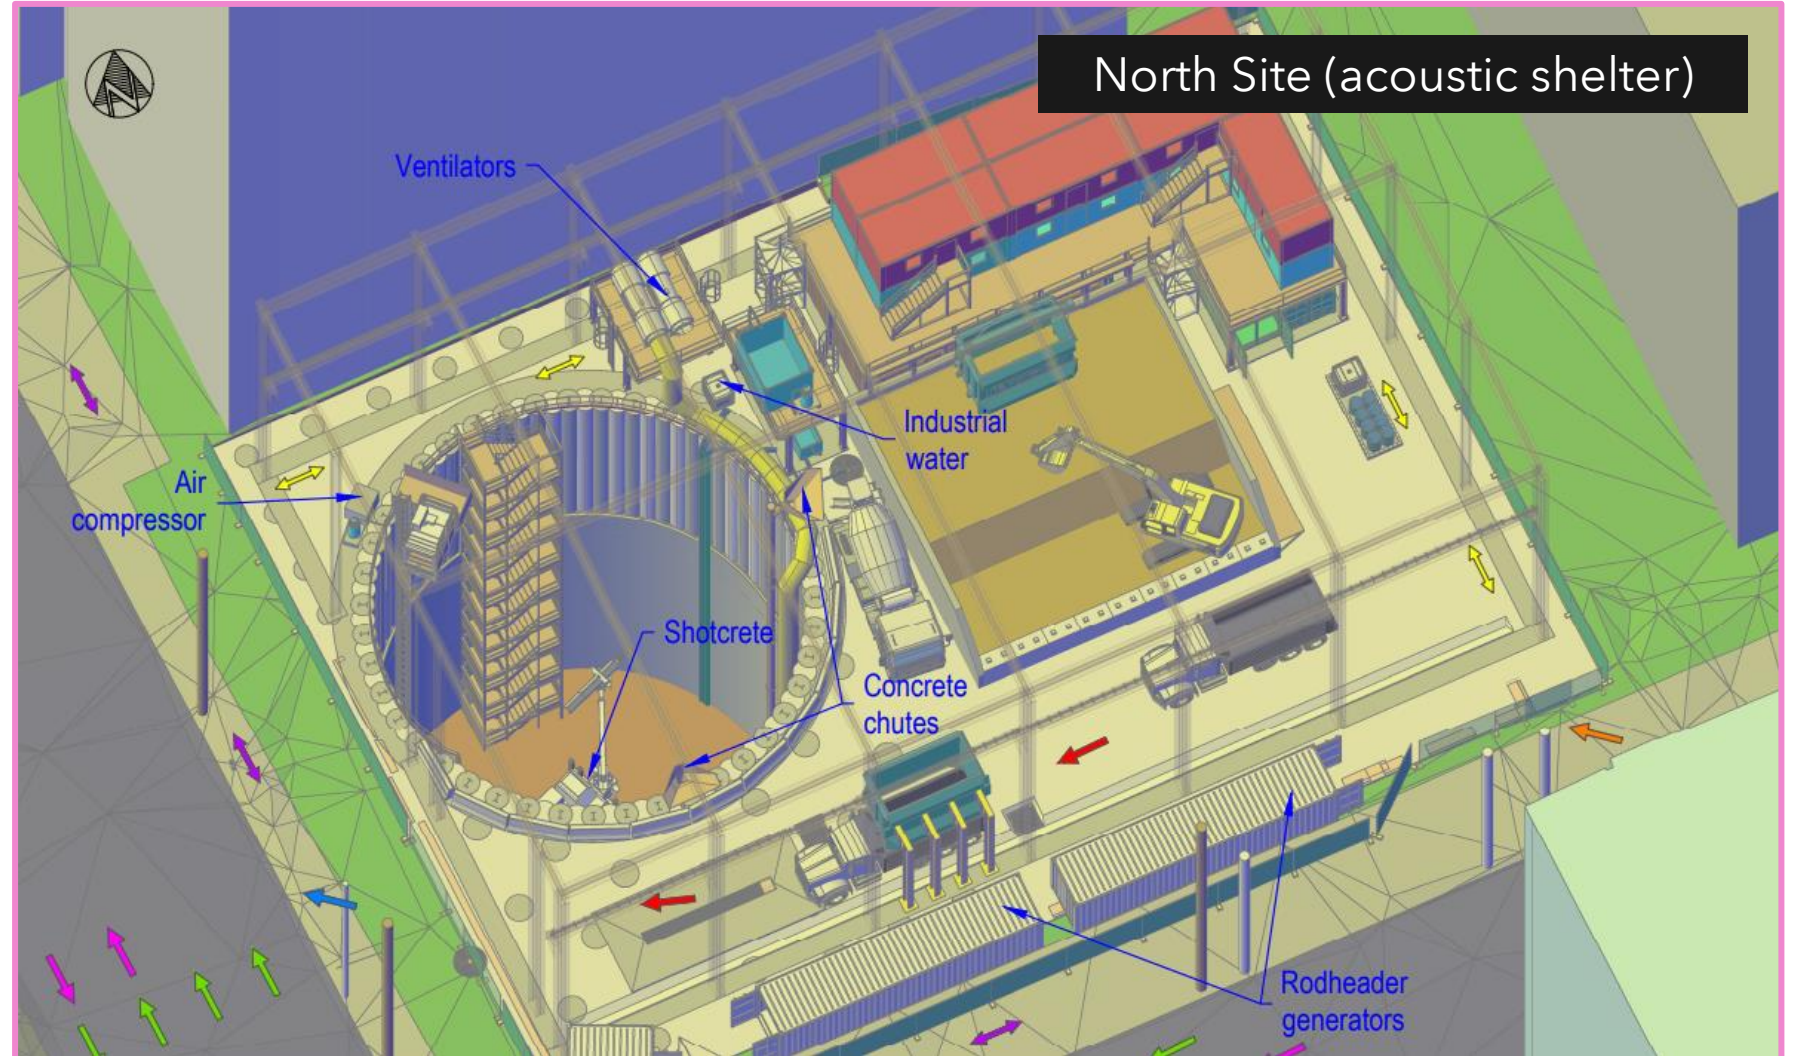 North Site (acoustic shelter)
Ventilators
Industrial
water
Air
compressor
Shotcrete
Concrete
chutes
Rodheader
generators